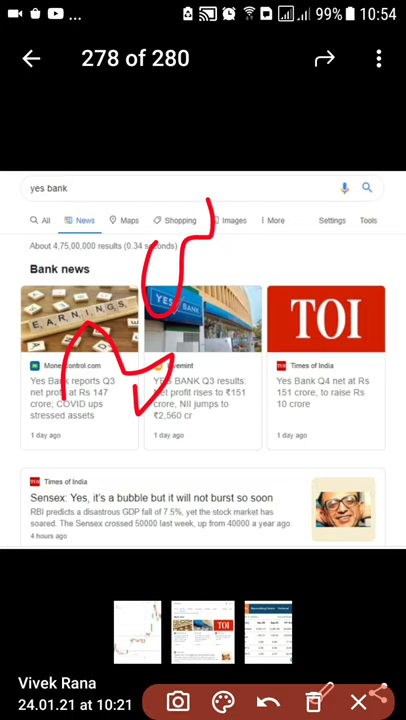 99% 10:54
278 of 280
yes bank
All News Maps Shopping Images More Settings Tools
About 4,75,00,000 results (0.34 seconds)
Bank news
EARNINGS
YES BANK
TOI
Moneycontrol.com
Yes Bank reports Q3
net profit at Rs 147
crore; COVID ups
stressed assets
1 day ago
Livemint
YES BANK Q3 results:
Net profit rises to ₹151
crore, NII jumps to
₹2,560 cr
1 day ago
Times of India
Yes Bank Q4 net at Rs
151 crore, to raise Rs
10 crore
1 day ago
Times of India
Sensex: Yes, it's a bubble but it will not burst so soon
RBI predicts a disastrous GDP fall of 7.5%, yet the stock market has
soared. The Sensex crossed 50000 last week, up from 40000 a year ago.
4 hours ago
Vivek Rana
24.01.21 at 10:21